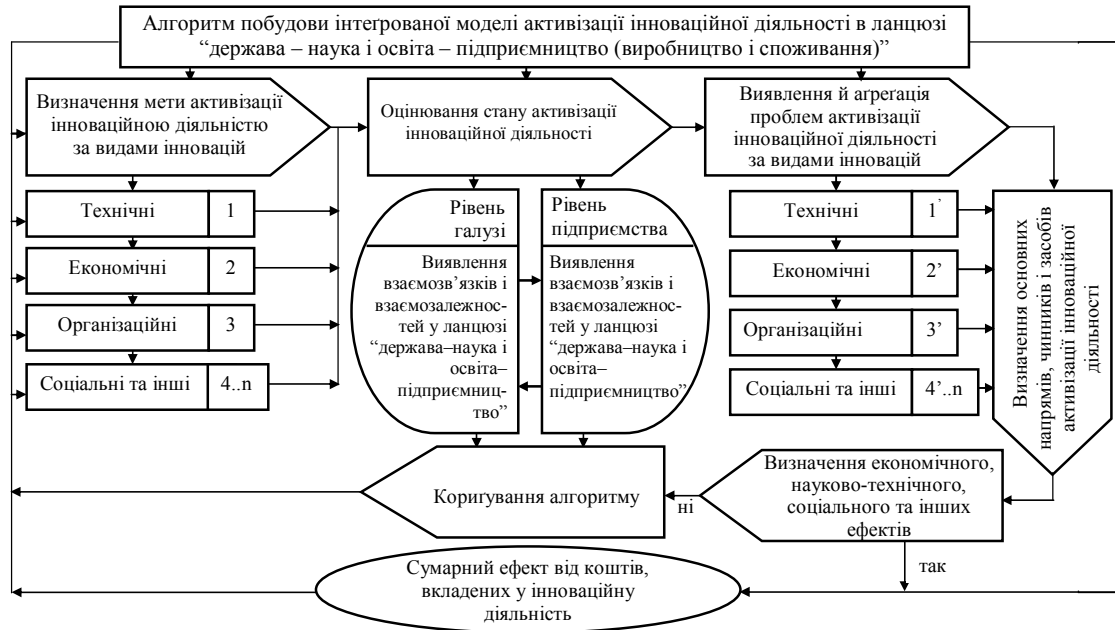 Алгоритм побудови інтеґрованої моделі активізації інноваційної діяльності в ланцюзі
“держава – наука і освіта – підприємництво (виробництво і споживання)”
Визначення мети активізації
інноваційною діяльністю
за видами інновацій
Оцінювання стану активізації
інноваційної діяльності
Виявлення й аґреґація
проблем активізації
інноваційної діяльності
за видами інновацій
Технічні 1
Економічні 2
Організаційні 3
Соціальні та інші 4..n
Рівень
галузі
Виявлення
взаємозв’язків і
взаємозалежнос-
тей у ланцюзі
“держава–наука і
освіта–
підприємниц-
тво”
Рівень
підприємства
Виявлення
взаємозв’язків і
взаємозалежностей
у ланцюзі
“держава–наука і
освіта–
підприємництво”
Технічні 1’
Економічні 2’
Організаційні 3’
Соціальні та інші 4’..n
Визначення основних
напрямів, чинників і засобів
активізації інноваційної
діяльності
Кориґування алгоритму
ні
Визначення економічного,
науково-технічного,
соціального та інших
ефектів
так
Сумарний ефект від коштів,
вкладених у інноваційну
діяльність